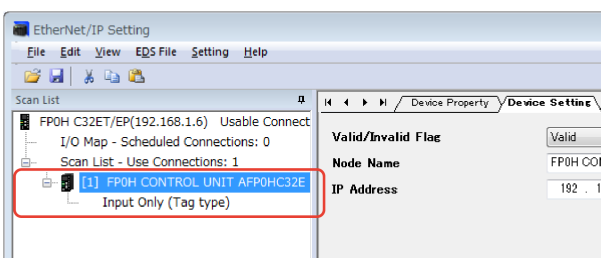 EtherNet/IP Setting
File Edit View EDS File Setting Help
Scan List
FP0H C32ET/EP(192.168.1.6) Usable Connect
I/O Map - Scheduled Connections: 0
Scan List - Use Connections: 1
[1] FP0H CONTROL UNIT AFP0HC32E
Input Only (Tag type)
Device Property Device Setting
Valid/Invalid Flag Valid
Node Name FP0H CO
IP Address 192 . 1